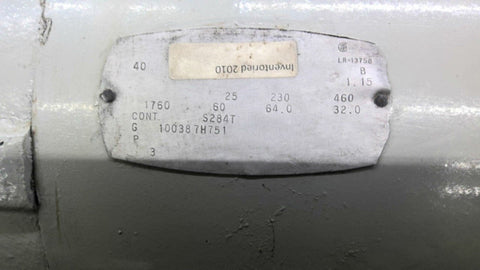 LR-13750
40 B
Inventoried 2010
1.15
25 230 460
1760 60 64.0 32.0
CONT S284T
G 10038 7H751
P
3